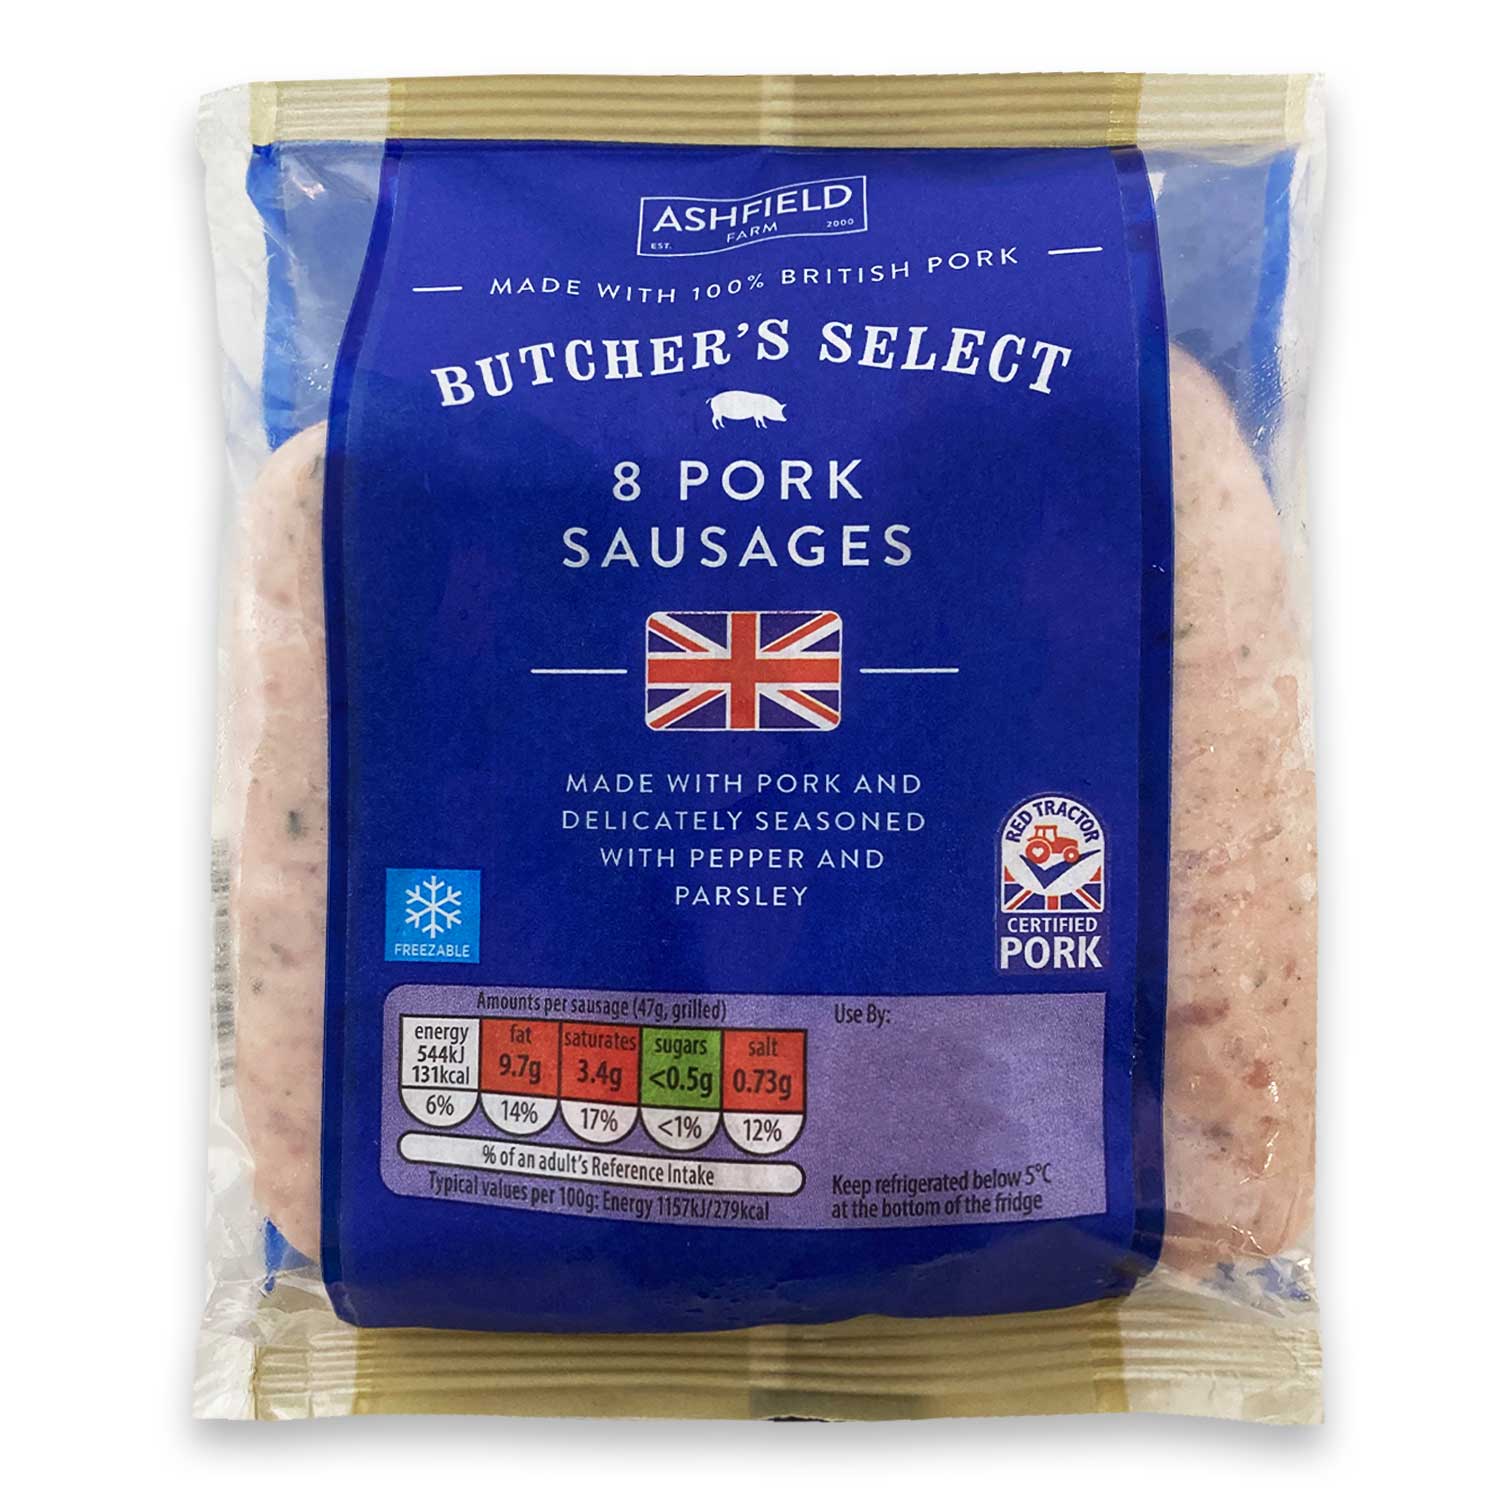 ASHFIELD
EST. FARM 2000
MADE WITH 100% BRITISH PORK
BUTCHER'S SELECT
8 PORK
SAUSAGES
MADE WITH PORK AND
DELICATELY SEASONED
WITH PEPPER AND
PARSLEY
RED TRACTOR
CERTIFIED
PORK
FREEZABLE
Amounts per sausage (47g, grilled)
energy
544kJ
131kcal
6%
fat
9.7g
14%
saturates
3.4g
17%
sugars
<0.5g
<1%
salt
0.73g
12%
% of an adult's Reference Intake
Typical values per 100g: Energy 1157kJ/279kcal
Use By:
Keep refrigerated below 5°C
at the bottom of the fridge